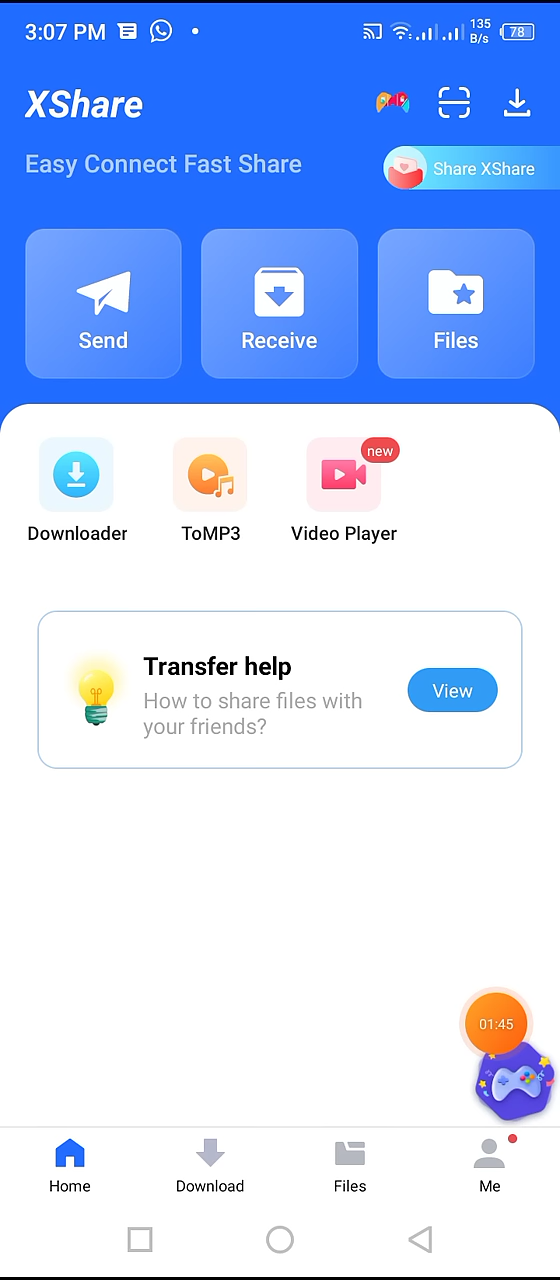 3:07 PM
135
B/s
78
XShare
Easy Connect Fast Share
Share XShare
Send
Receive
Files
new
Downloader
ToMP3
Video Player
Transfer help
How to share files with
your friends?
View
01:45
Home
Download
Files
Me